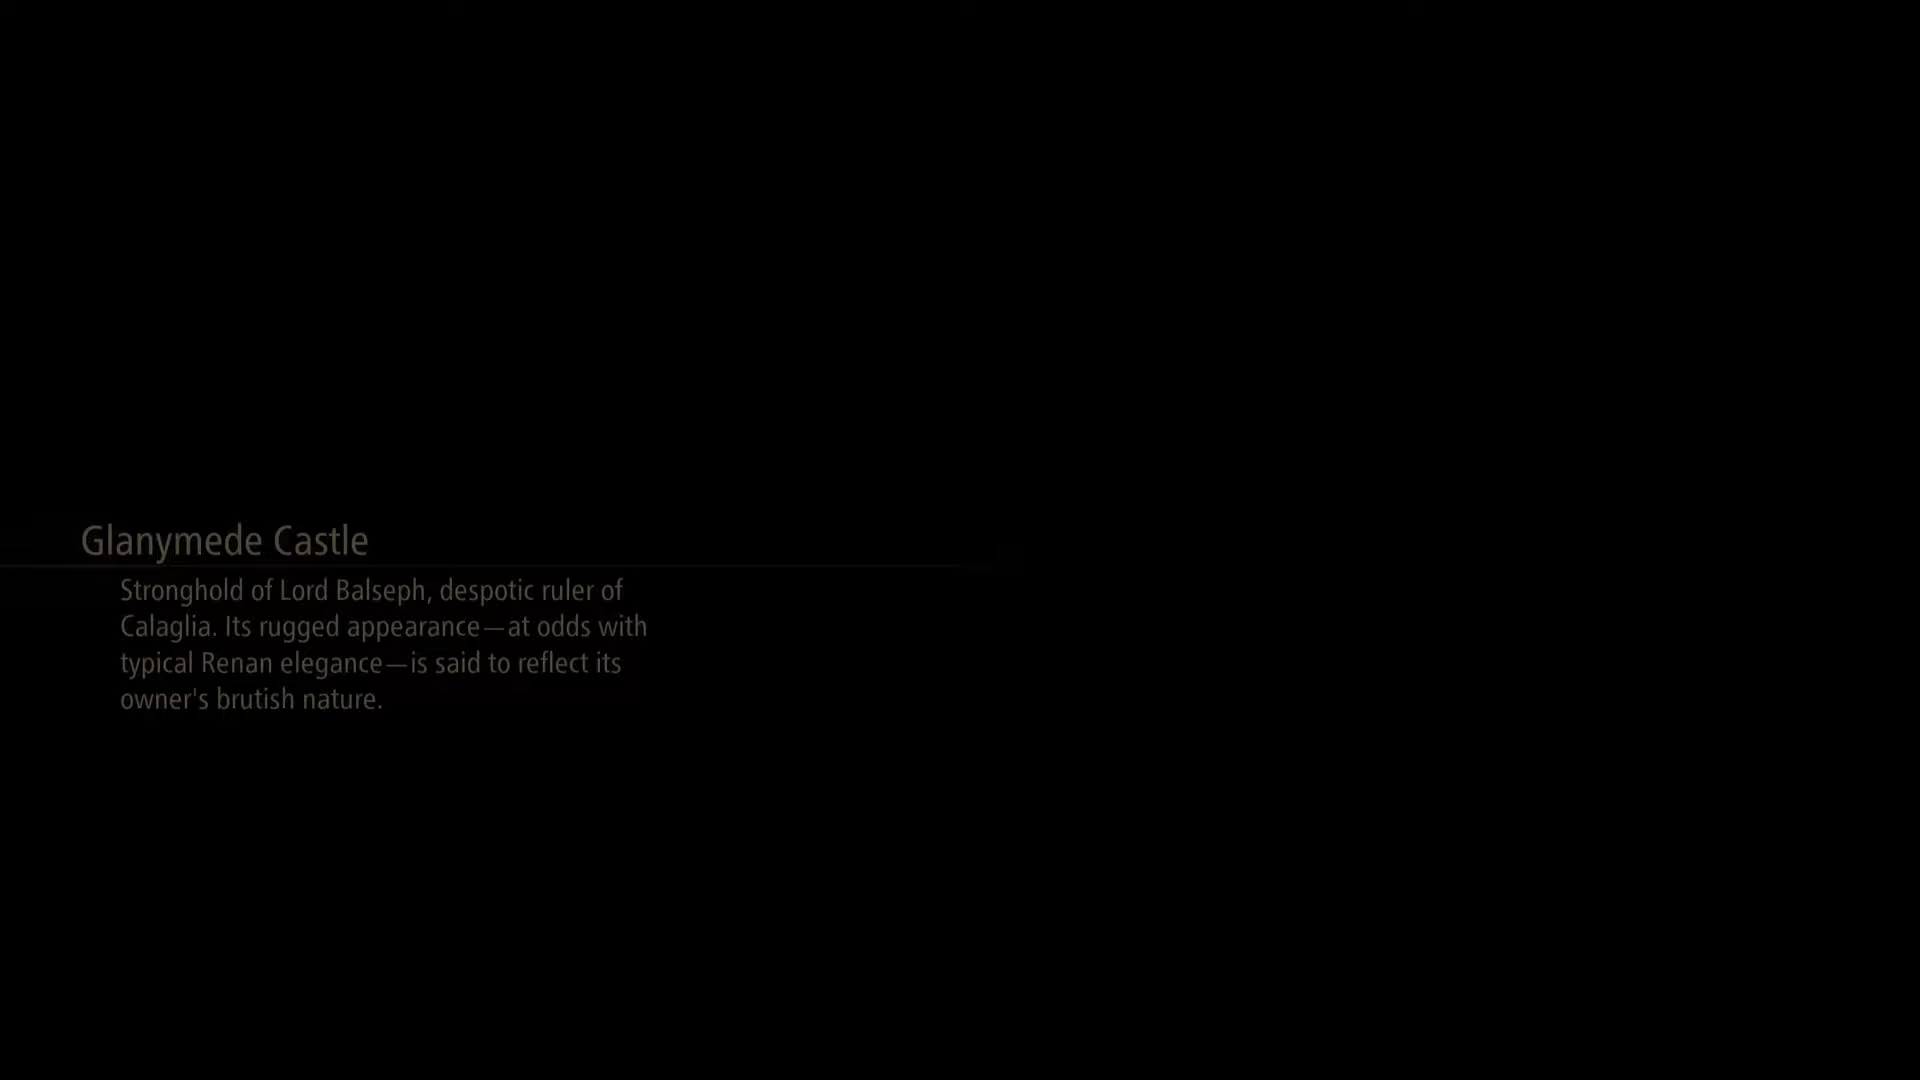 Glanymede Castle
Stronghold of Lord Balseph, despotic ruler of
Calaglia. Its rugged appearance—at odds with
typical Renan elegance—is said to reflect its
owner's brutish nature.